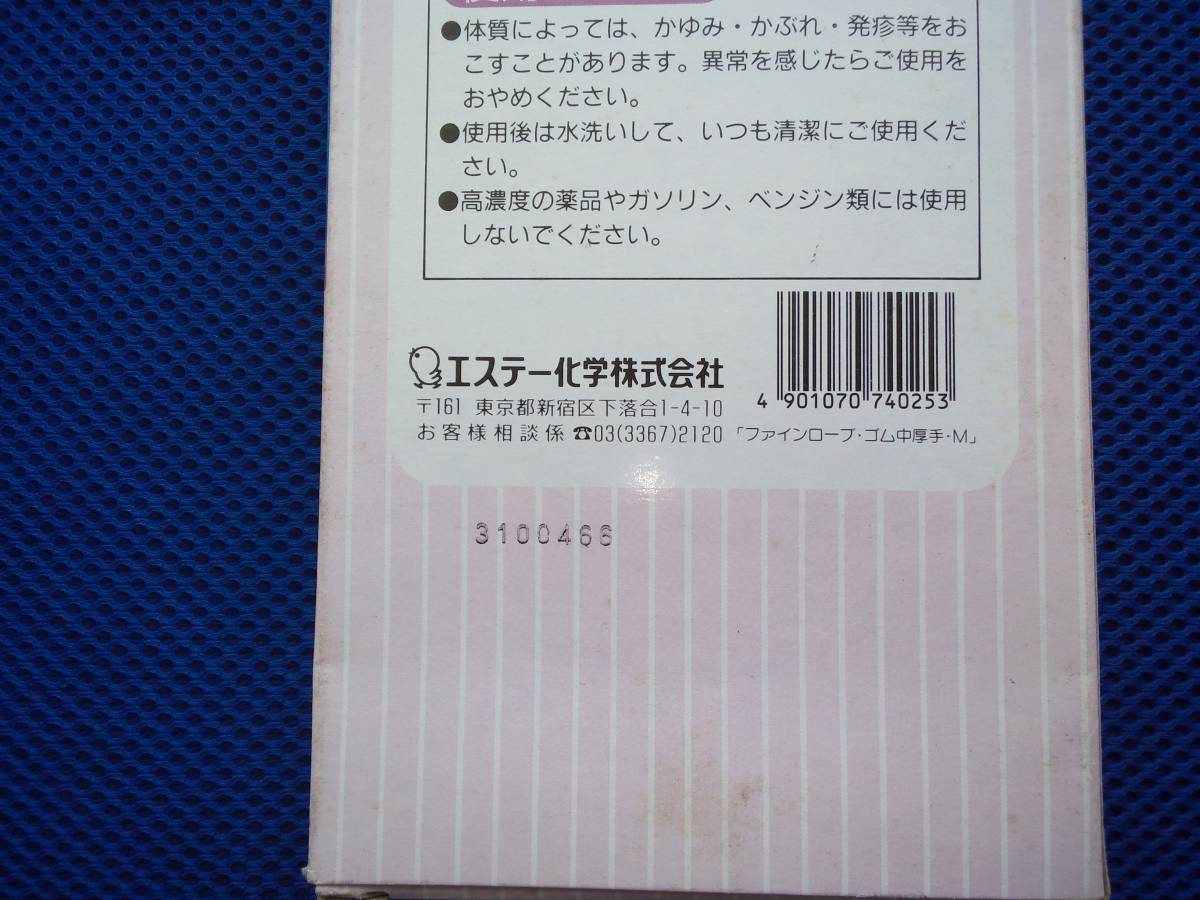 ●体質によっては、かゆみ・かぶれ・発疹等をお
こすことがあります。異常を感じたらご使用を
おやめください。
●使用後は水洗いして、いつも清潔にご使用くだ
さい。
●高濃度の薬品やガソリン、ベンジン類には使用
しないでください。
エステー化学株式会社
〒161 東京都新宿区下落合1-4-10
お客様相談係 ☎03(3367)2120
4 901070 740253
「ファインローブ・ゴム中厚手・M」
3100466